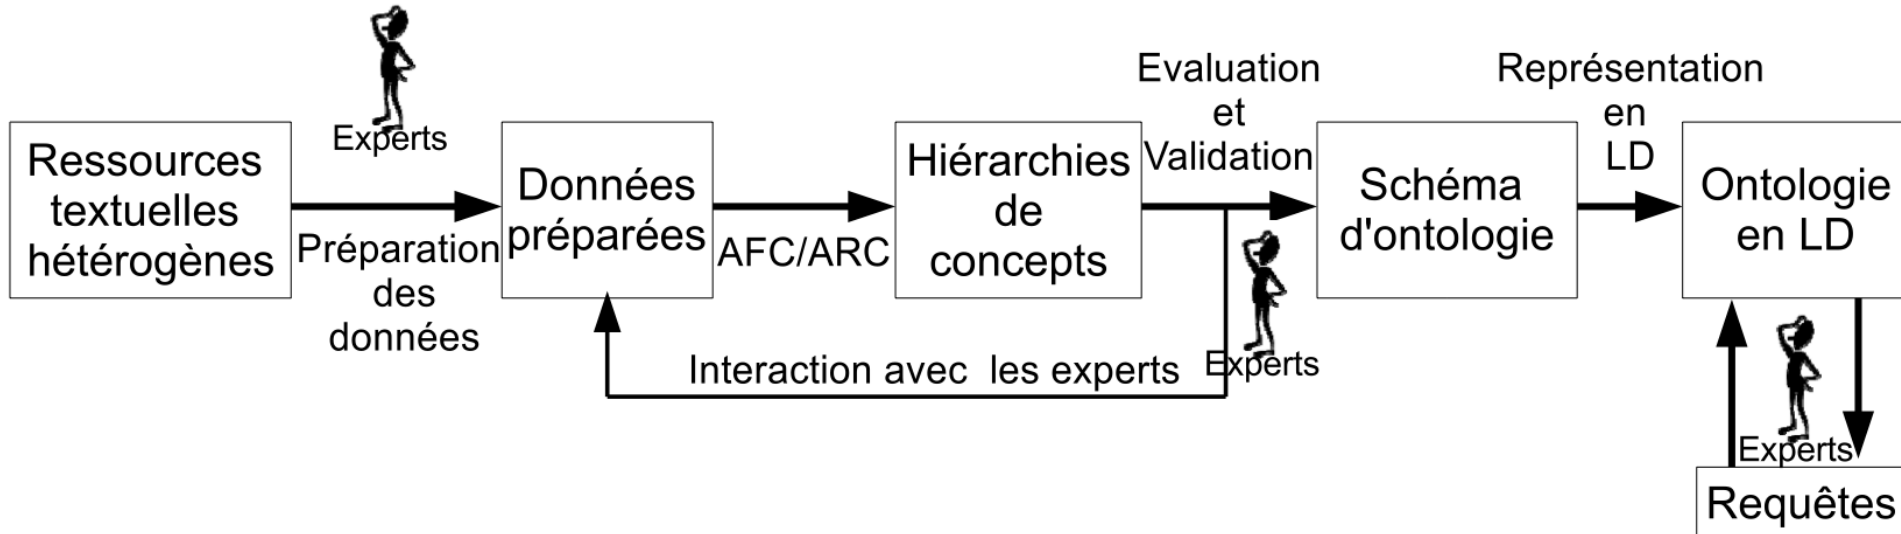 Experts
Ressources
textuelles
hétérogènes
Préparation
des
données
Données
préparées
AFC/ARC
Hiérarchies
de
concepts
Evaluation
et
Validation
Experts
Interaction avec  les experts
Schéma
d'ontologie
Représentation
en
LD
Ontologie
en LD
Experts
Requêtes